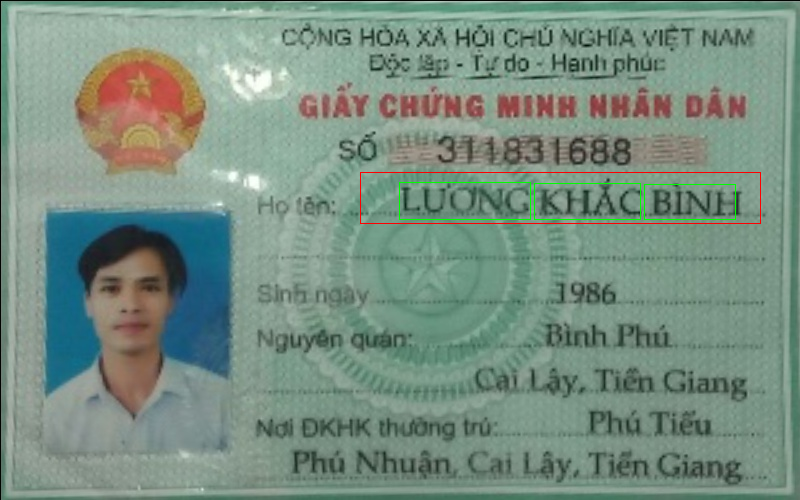 CỘNG HÒA XÃ HỘI CHỦ NGHĨA VIỆT NAM
Độc lập - Tự do - Hạnh phúc
GIẤY CHỨNG MINH NHÂN DÂN
SỐ 311831688
Họ tên: LƯƠNG KHẮC BÌNH
Sinh ngày 1986
Nguyên quán: Bình Phú
Cai Lậy, Tiền Giang
Nơi ĐKHK thường trú: Phú Tiểu
Phú Nhuận, Cai Lậy, Tiền Giang